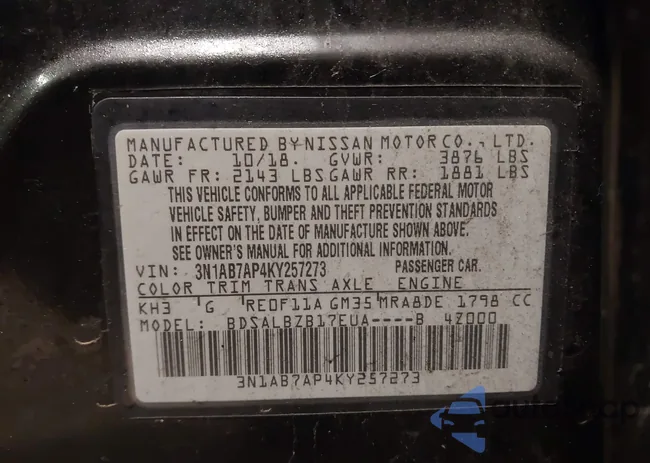 MANUFACTURED BY NISSAN MOTOR CO., LTD.
DATE: 10/18. GVWR: 3876 LBS
GAWR FR: 2143 LBS GAWR RR: 1881 LBS
THIS VEHICLE CONFORMS TO ALL APPLICABLE FEDERAL MOTOR
VEHICLE SAFETY, BUMPER AND THEFT PREVENTION STANDARDS
IN EFFECT ON THE DATE OF MANUFACTURE SHOWN ABOVE.
SEE OWNER'S MANUAL FOR ADDITIONAL INFORMATION.
VIN: 3N1AB7AP4KY257273 PASSENGER CAR.
COLOR TRIM TRANS AXLE ENGINE
KH3 G RE0F11A GM35 MRA8DE 1798 CC
MODEL: BDSALBZB17EUA----B 4Z000
3N1AB7AP4KY257273